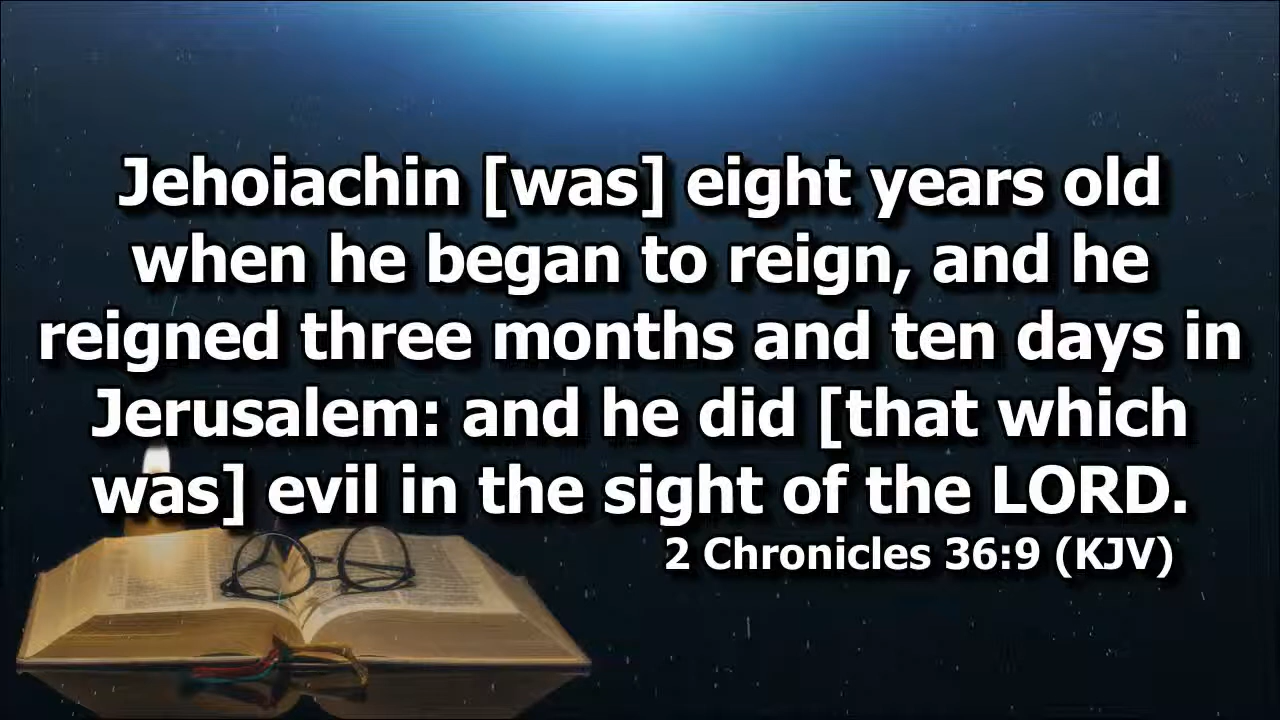 Jehoiachin [was] eight years old
when he began to reign, and he
reigned three months and ten days in
Jerusalem: and he did [that which
was] evil in the sight of the LORD.
2 Chronicles 36:9 (KJV)